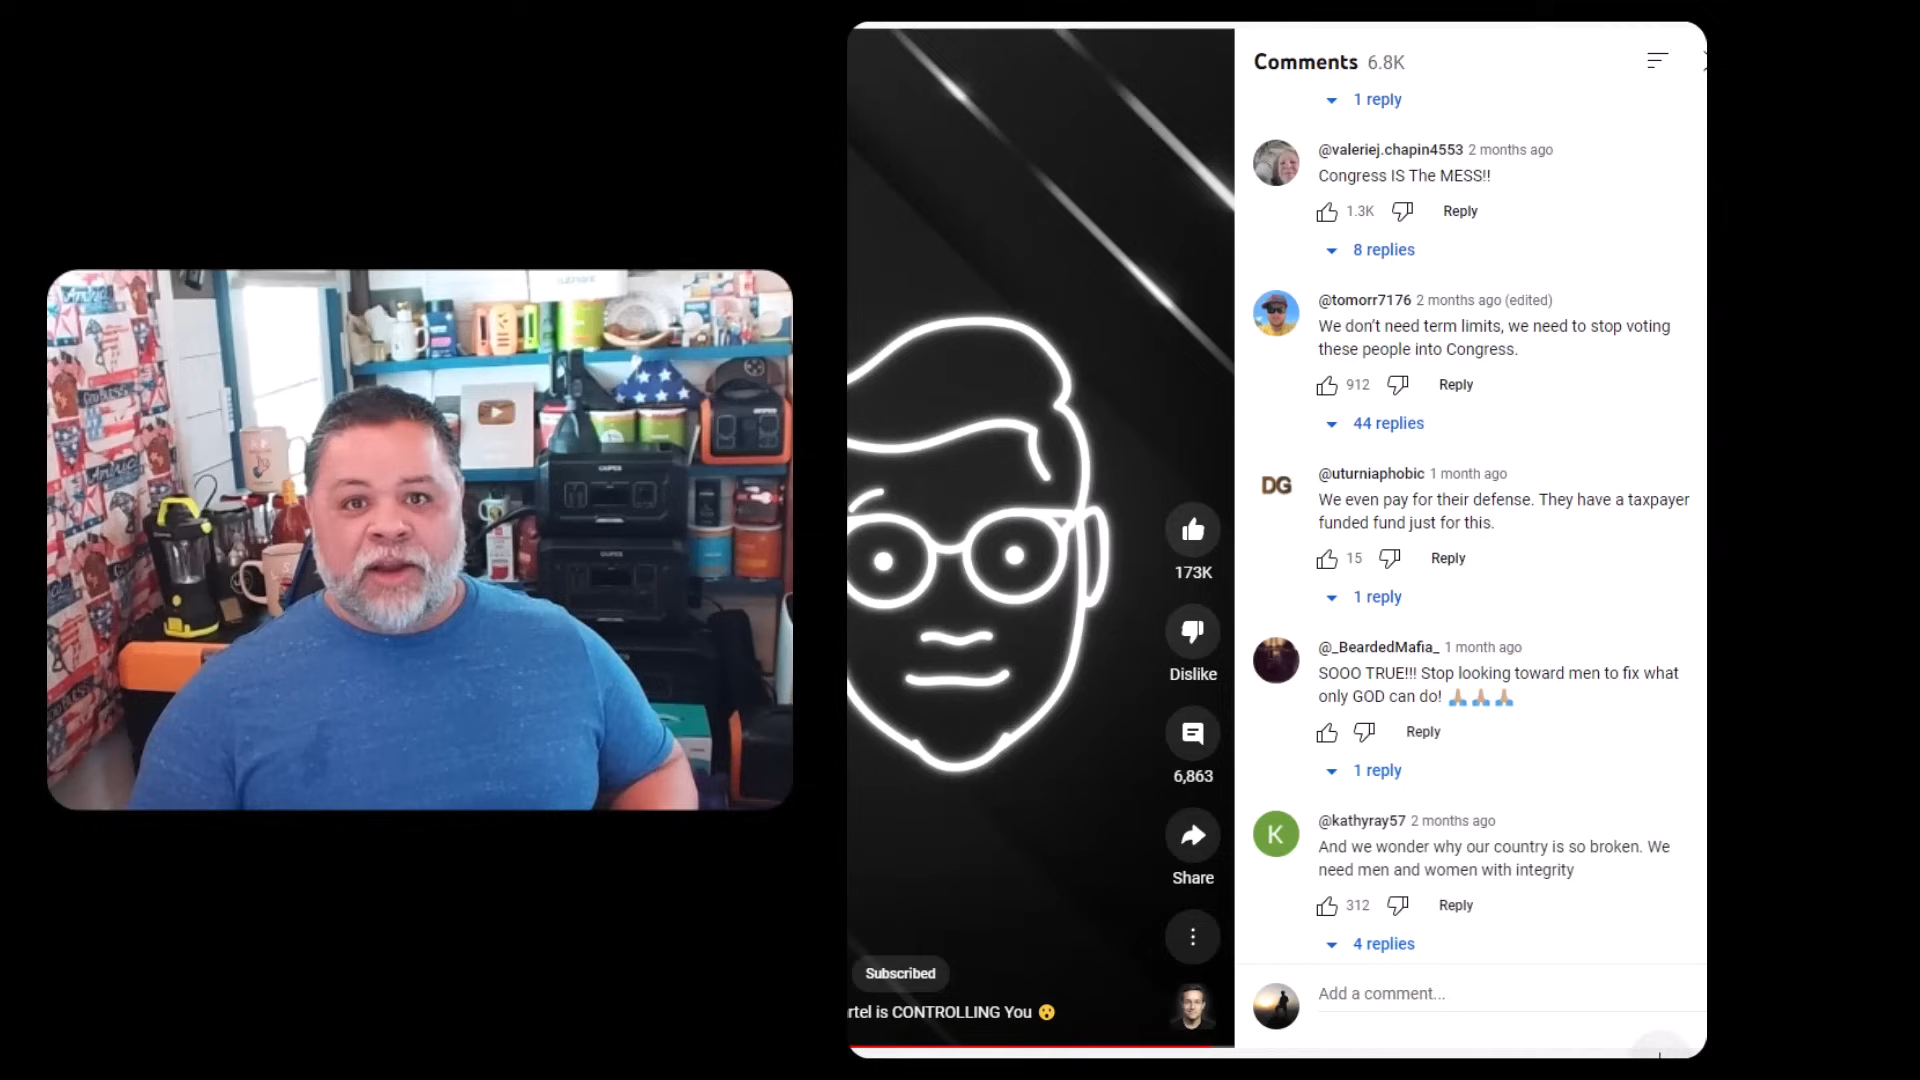 Comments 6.8K
1 reply
@valeriej.chapin4553 2 months ago
Congress IS The MESS!!
1.3K Reply
8 replies
@tomorr7176 2 months ago (edited)
We don't need term limits, we need to stop voting
these people into Congress.
912 Reply
44 replies
DG
@uturniaphobic 1 month ago
We even pay for their defense. They have a taxpayer
funded fund just for this.
15 Reply
1 reply
@_BeardedMafia_ 1 month ago
SOOO TRUE!!! Stop looking toward men to fix what
only GOD can do! 🙏🙏🙏
Reply
1 reply
K
@kathyray57 2 months ago
And we wonder why our country is so broken. We
need men and women with integrity
312 Reply
4 replies
Add a comment...
173K
Dislike
6,863
Share
Subscribed
rtel is CONTROLLING You 😮